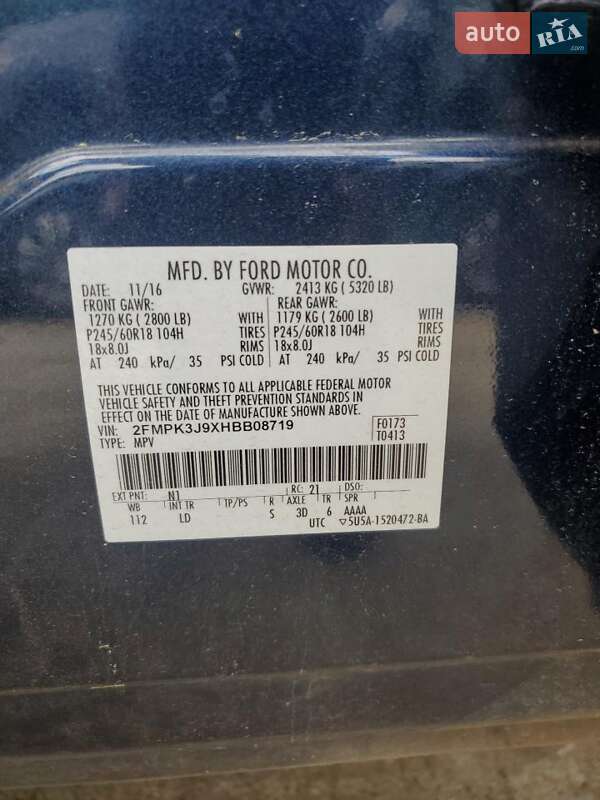 auto RIA .com
MFD. BY FORD MOTOR CO.
DATE: 11/16 GVWR: 2413 KG ( 5320 LB)
FRONT GAWR: REAR GAWR:
1270 KG ( 2800 LB) WITH 1179 KG ( 2600 LB) WITH
P245/60R18 104H TIRES P245/60R18 104H TIRES
18x8.0J RIMS 18x8.0J RIMS
AT 240 kPa/ 35 PSI COLD AT 240 kPa/ 35 PSI COLD
THIS VEHICLE CONFORMS TO ALL APPLICABLE FEDERAL MOTOR
VEHICLE SAFETY AND THEFT PREVENTION STANDARDS IN
EFFECT ON THE DATE OF MANUFACTURE SHOWN ABOVE.
VIN: 2FMPK3J9XHBB08719 F0173
TYPE: MPV T0413
EXT PNT: N1 RC: 21 DSO:
WB INT TR TP/PS R AXLE TR SPR
112 LD S 3D 6 AAAA
UTC ▽5U5A-1520472-BA